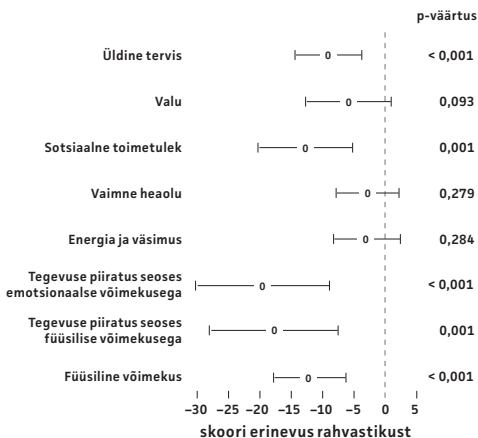 p-väärtus
Üldine tervis 0 < 0,001
Valu 0 0,093
Sotsiaalne toimetulek 0 0,001
Vaimne heaolu 0 0,279
Energia ja väsimus 0 0,284
Tegevuse piiratus seoses
emotsionaalse võimekusega 0 < 0,001
Tegevuse piiratus seoses
füüsilise võimekusega 0 0,001
Füüsiline võimekus 0 < 0,001
−30 −25 −20 −15 −10 −5 0 5
skoori erinevus rahvastikust